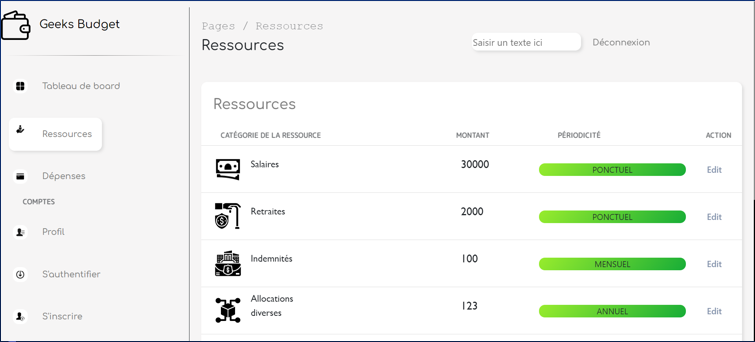 Geeks Budget
Tableau de board
Ressources
Dépenses
COMPTES
Profil
S'authentifier
S'inscrire
Pages / Ressources
Ressources
Saisir un texte ici
Déconnexion
Ressources
CATÉGORIE DE LA RESSOURCE MONTANT PÉRIODICITÉ ACTION
Salaires 30000 PONCTUEL Edit
Retraites 2000 PONCTUEL Edit
Indemnités 100 MENSUEL Edit
Allocations
diverses 123 ANNUEL Edit